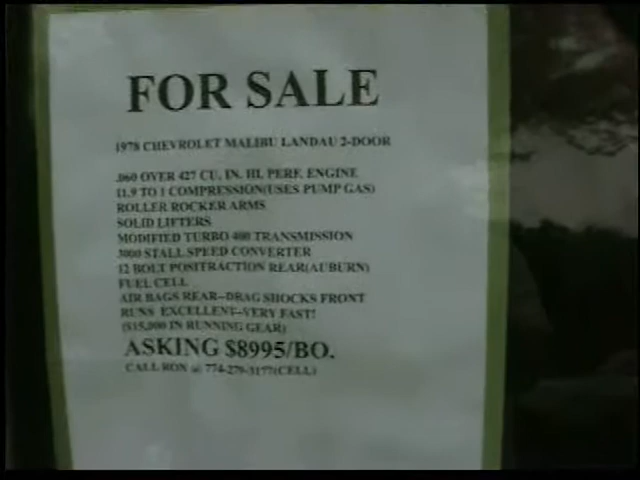 FOR SALE
1978 CHEVROLET MALIBU LANDAU 2-DOOR
.060 OVER 427 CU. IN. HI. PERF. ENGINE
11.9 TO 1 COMPRESSION(USES PUMP GAS)
ROLLER ROCKER ARMS
SOLID LIFTERS
MODIFIED TURBO 400 TRANSMISSION
3000 STALL SPEED CONVERTER
12 BOLT POSITRACTION REAR(AUBURN)
FUEL CELL
AIR BAGS REAR--DRAG SHOCKS FRONT
RUNS EXCELLENT--VERY FAST!
($15,000 IN RUNNING GEAR)
ASKING $8995/BO.
CALL RON @ 774-279-3177(CELL)